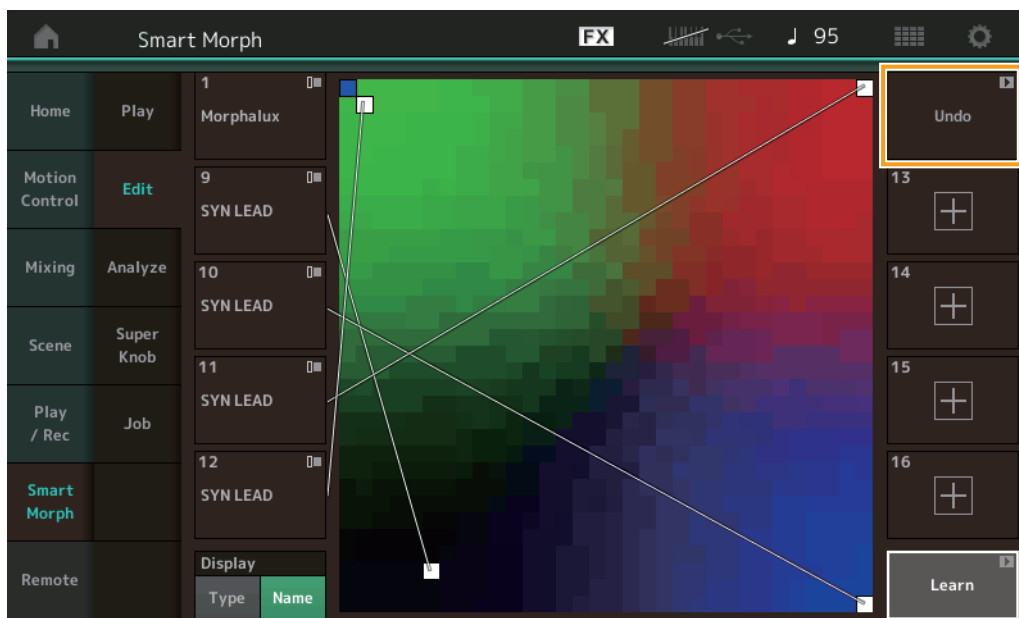 Smart Morph
FX
♩ 95
Home
Play
Motion
Control
Edit
Mixing
Analyze
Scene
Super
Knob
Play
/ Rec
Job
Smart
Morph
Remote
1
Morphalux
9
SYN LEAD
10
SYN LEAD
11
SYN LEAD
12
SYN LEAD
Display
Type
Name
Undo
13
14
15
16
Learn